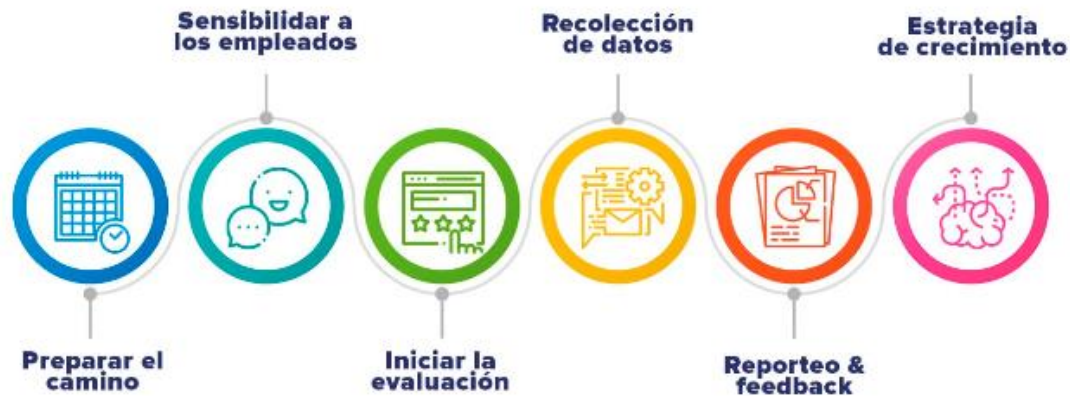 Preparar el
camino
Sensibilidar a
los empleados
Iniciar la
evaluación
Recolección
de datos
Reporteo &
feedback
Estrategia
de crecimiento